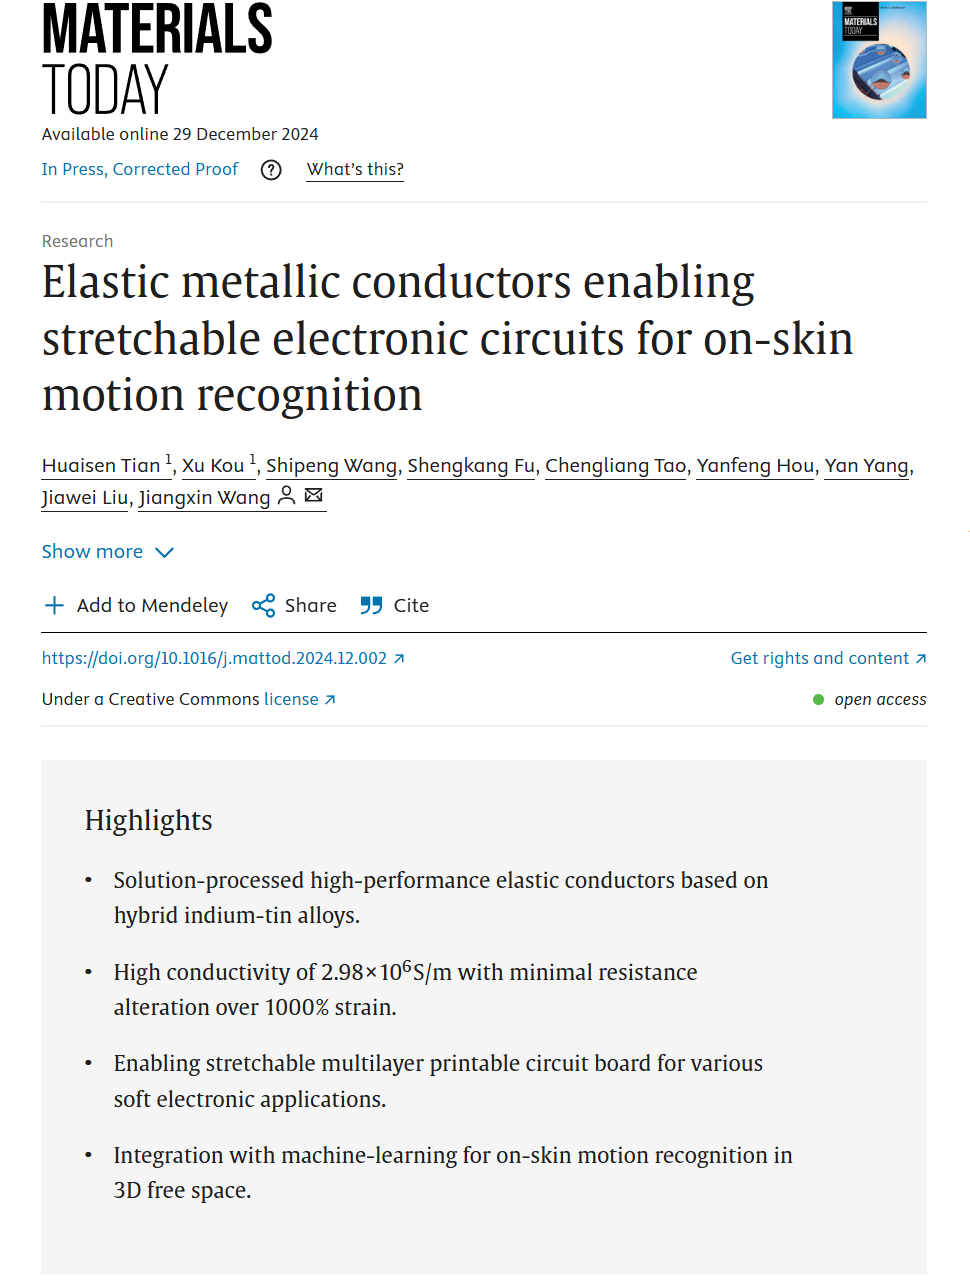 MATERIALS
TODAY
MATERIALS
TODAY
Available online 29 December 2024
In Press, Corrected Proof ? What's this?
Research
Elastic metallic conductors enabling
stretchable electronic circuits for on-skin
motion recognition
Huaisen Tian 1, Xu Kou 1, Shipeng Wang, Shengkang Fu, Chengliang Tao, Yanfeng Hou, Yan Yang,
Jiawei Liu, Jiangxin Wang
Show more
Add to Mendeley Share Cite
https://doi.org/10.1016/j.mattod.2024.12.002 ↗ Get rights and content ↗
Under a Creative Commons license ↗ open access
Highlights
• Solution-processed high-performance elastic conductors based on
hybrid indium-tin alloys.
• High conductivity of 2.98×10⁶S/m with minimal resistance
alteration over 1000% strain.
• Enabling stretchable multilayer printable circuit board for various
soft electronic applications.
• Integration with machine-learning for on-skin motion recognition in
3D free space.